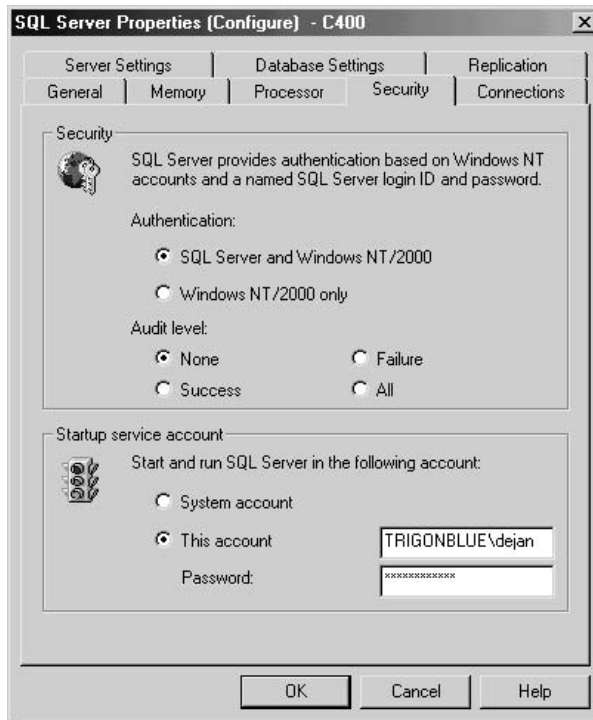 SQL Server Properties (Configure) - C400
Server Settings
Database Settings
Replication
General
Memory
Processor
Security
Connections
Security
SQL Server provides authentication based on Windows NT
accounts and a named SQL Server login ID and password.
Authentication:
SQL Server and Windows NT/2000
Windows NT/2000 only
Audit level:
None
Failure
Success
All
Startup service account
Start and run SQL Server in the following account:
System account
This account
TRIGONBLUE\dejan
Password:
************
OK
Cancel
Help